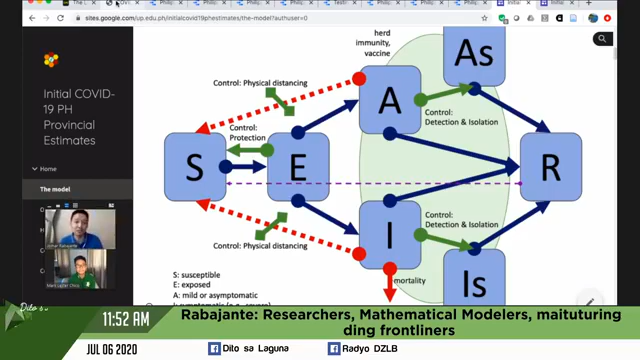 sites.google.com/up.edu.ph/initialcovid19phestimates/the-model?authuser=0
Initial COVID-
19 PH
Provincial
Estimates
Home
The model
herd
immunity,
vaccine
As
Control: Physical distancing
A
Control:
Detection & Isolation
Control:
Protection
S
E
R
Control:
Detection & Isolation
I
Control: Physical distancing
mortality
Is
S: susceptible
E: exposed
A: mild or asymptomatic
Dito s
11:52 AM
Rabajante: Researchers, Mathematical Modelers, maituturing
ding frontliners
JUL 06 2020
Dito sa Laguna
Radyo DZLB